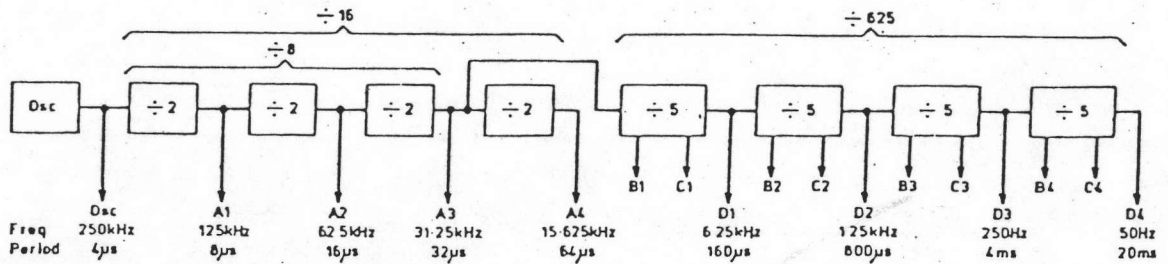 ÷ 16
÷ 625
÷ 8
Osc
÷ 2
÷ 2
÷ 2
÷ 2
÷ 5
÷ 5
÷ 5
÷ 5
B1 C1 B2 C2 B3 C3 B4 C4
Osc A1 A2 A3 A4 D1 D2 D3 D4
Freq 250kHz 125kHz 62 5kHz 31·25kHz 15·625kHz 6·25kHz 1 25kHz 250Hz 50Hz
Period 4µs 8µs 16µs 32µs 64µs 160µs 800µs 4ms 20ms